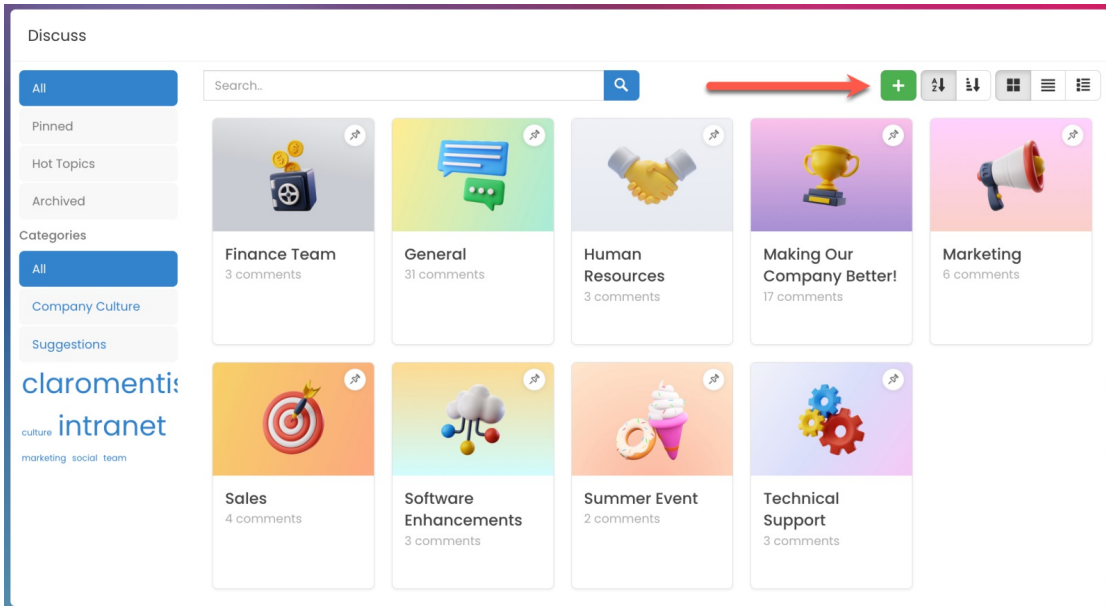 Discuss
All
Pinned
Hot Topics
Archived
Categories
All
Company Culture
Suggestions
claromentis
culture intranet
marketing social team
Search..
Finance Team
3 comments
General
31 comments
Human
Resources
3 comments
Making Our
Company Better!
17 comments
Marketing
6 comments
Sales
4 comments
Software
Enhancements
3 comments
Summer Event
2 comments
Technical
Support
3 comments